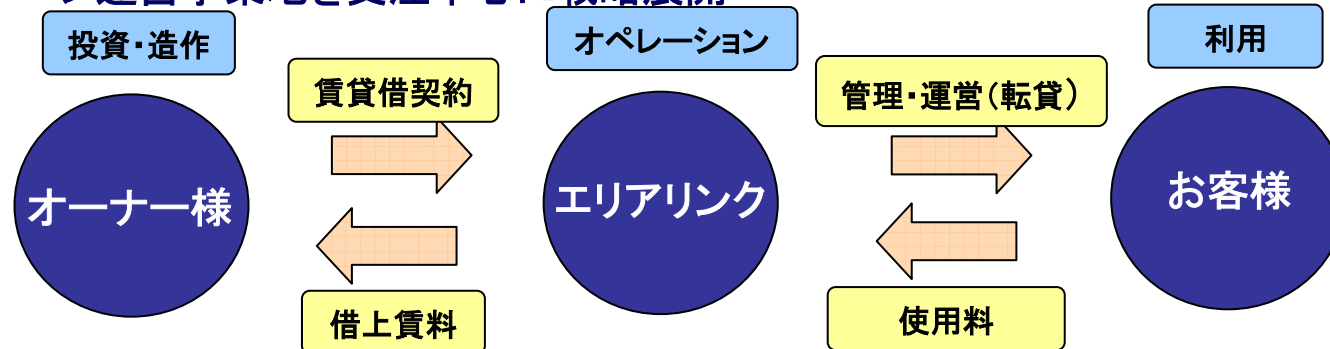 投資・造作
オペレーション
利用
賃貸借契約
管理・運営（転貸）
オーナー様
エリアリンク
お客様
借上賃料
使用料